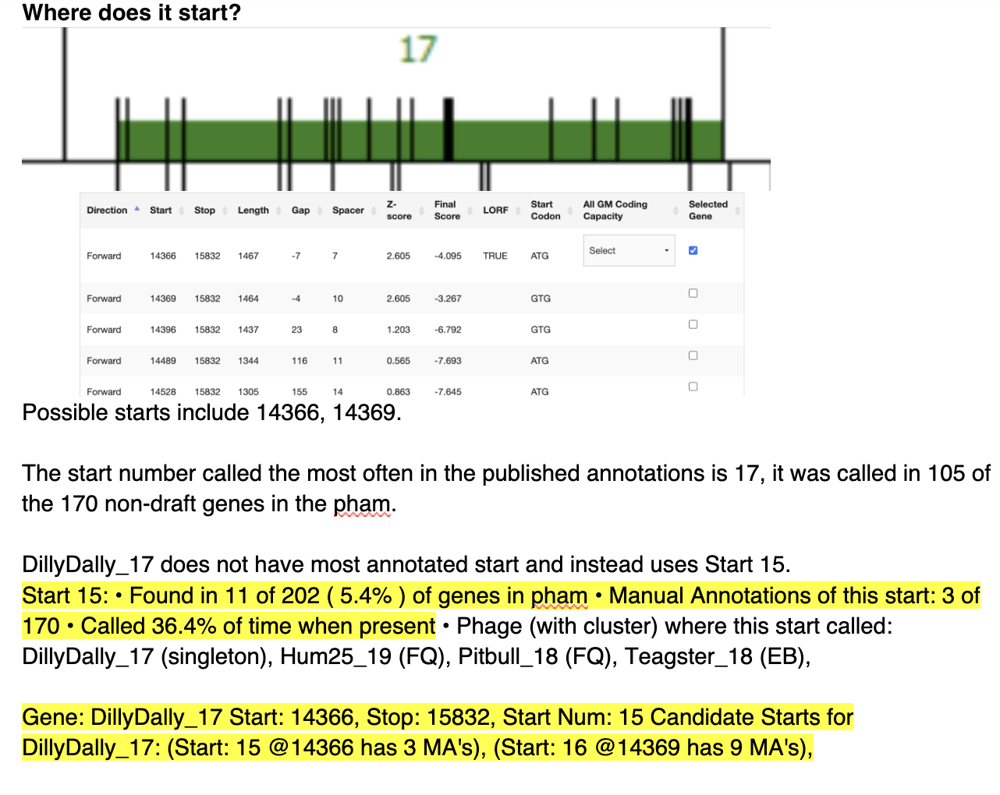 Where does it start?
17
Direction Start Stop Length Gap Spacer Z-score Final Score LORF Start Codon All GM Coding Capacity Selected Gene
Forward 14366 15832 1467 -7 7 2.605 -4.095 TRUE ATG Select
Forward 14369 15832 1464 -4 10 2.605 -3.267 GTG
Forward 14396 15832 1437 23 8 1.203 -6.792 GTG
Forward 14489 15832 1344 116 11 0.565 -7.693 ATG
Forward 14528 15832 1305 155 14 0.863 -7.645 ATG
Possible starts include 14366, 14369.
The start number called the most often in the published annotations is 17, it was called in 105 of
the 170 non-draft genes in the pham.
DillyDally_17 does not have most annotated start and instead uses Start 15.
Start 15: • Found in 11 of 202 ( 5.4% ) of genes in pham • Manual Annotations of this start: 3 of
170 • Called 36.4% of time when present • Phage (with cluster) where this start called:
DillyDally_17 (singleton), Hum25_19 (FQ), Pitbull_18 (FQ), Teagster_18 (EB),
Gene: DillyDally_17 Start: 14366, Stop: 15832, Start Num: 15 Candidate Starts for
DillyDally_17: (Start: 15 @14366 has 3 MA's), (Start: 16 @14369 has 9 MA's),